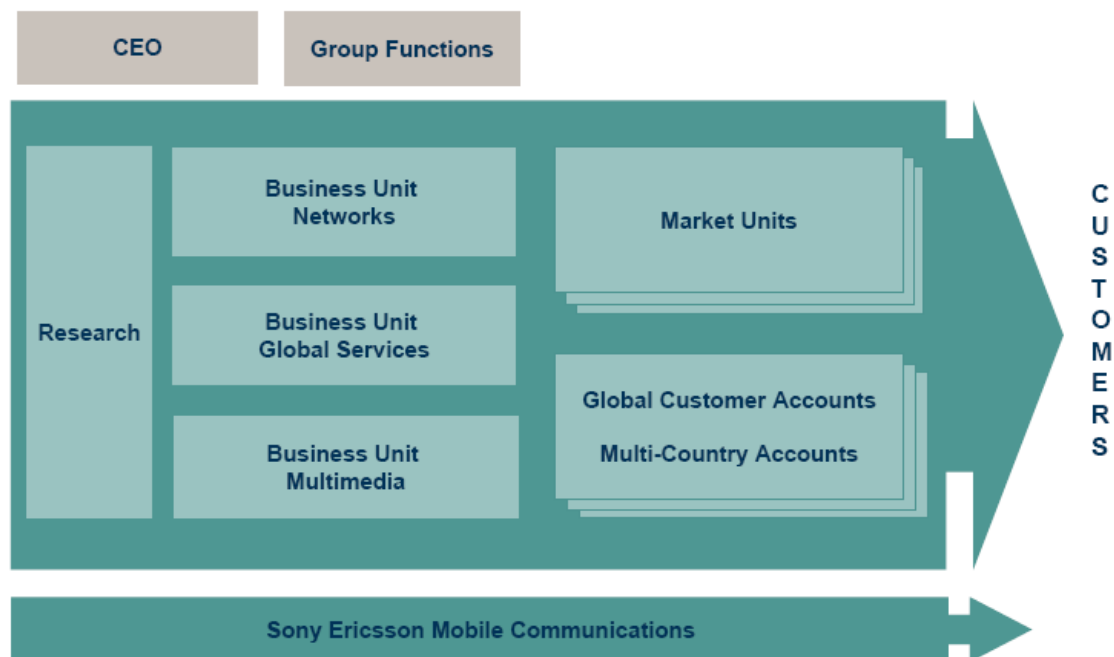 CEO
Group Functions
Research
Business Unit
Networks
Business Unit
Global Services
Business Unit
Multimedia
Market Units
Global Customer Accounts
Multi-Country Accounts
CUSTOMERS
Sony Ericsson Mobile Communications